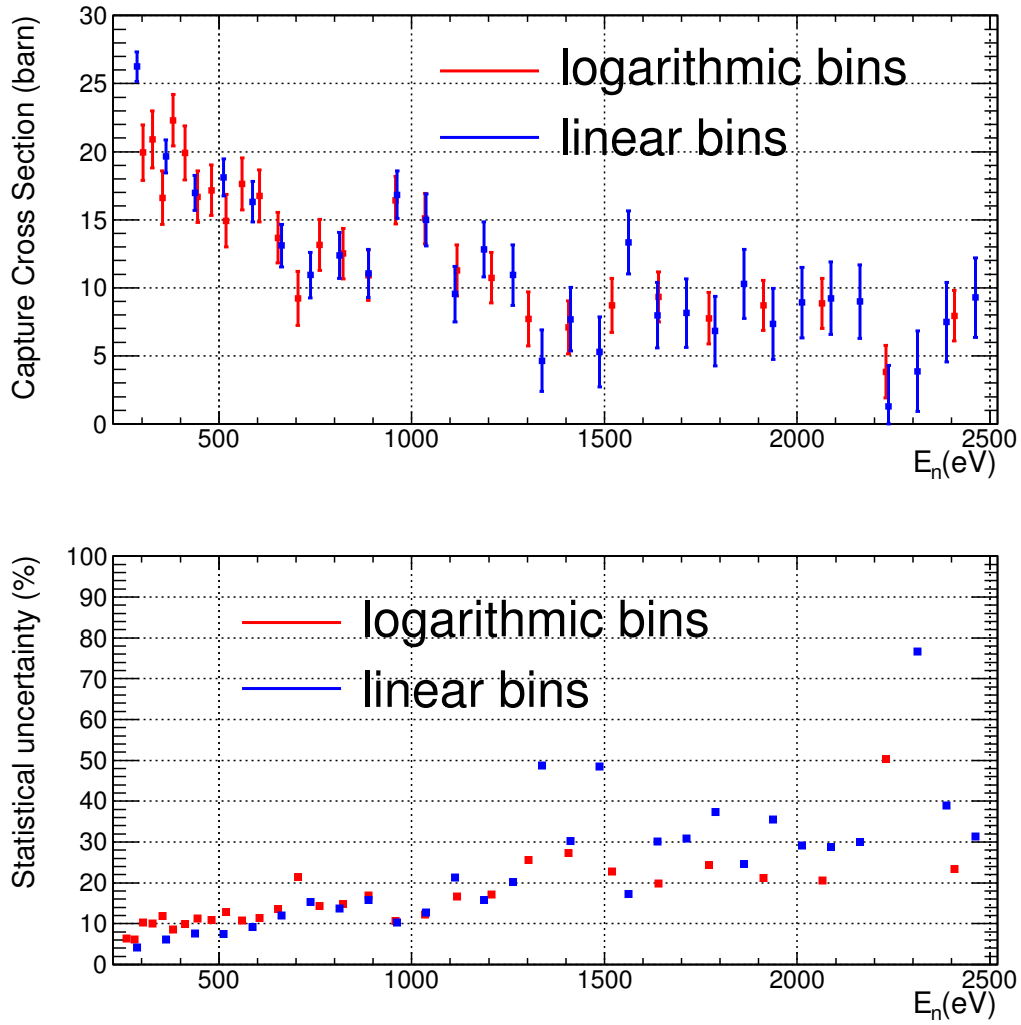 Capture Cross Section (barn)
30
25
20
15
10
5
0
logarithmic bins
linear bins
500 1000 1500 2000 2500
E_n(eV)
Statistical uncertainty (%)
100
90
80
70
60
50
40
30
20
10
0
logarithmic bins
linear bins
500 1000 1500 2000 2500
E_n(eV)